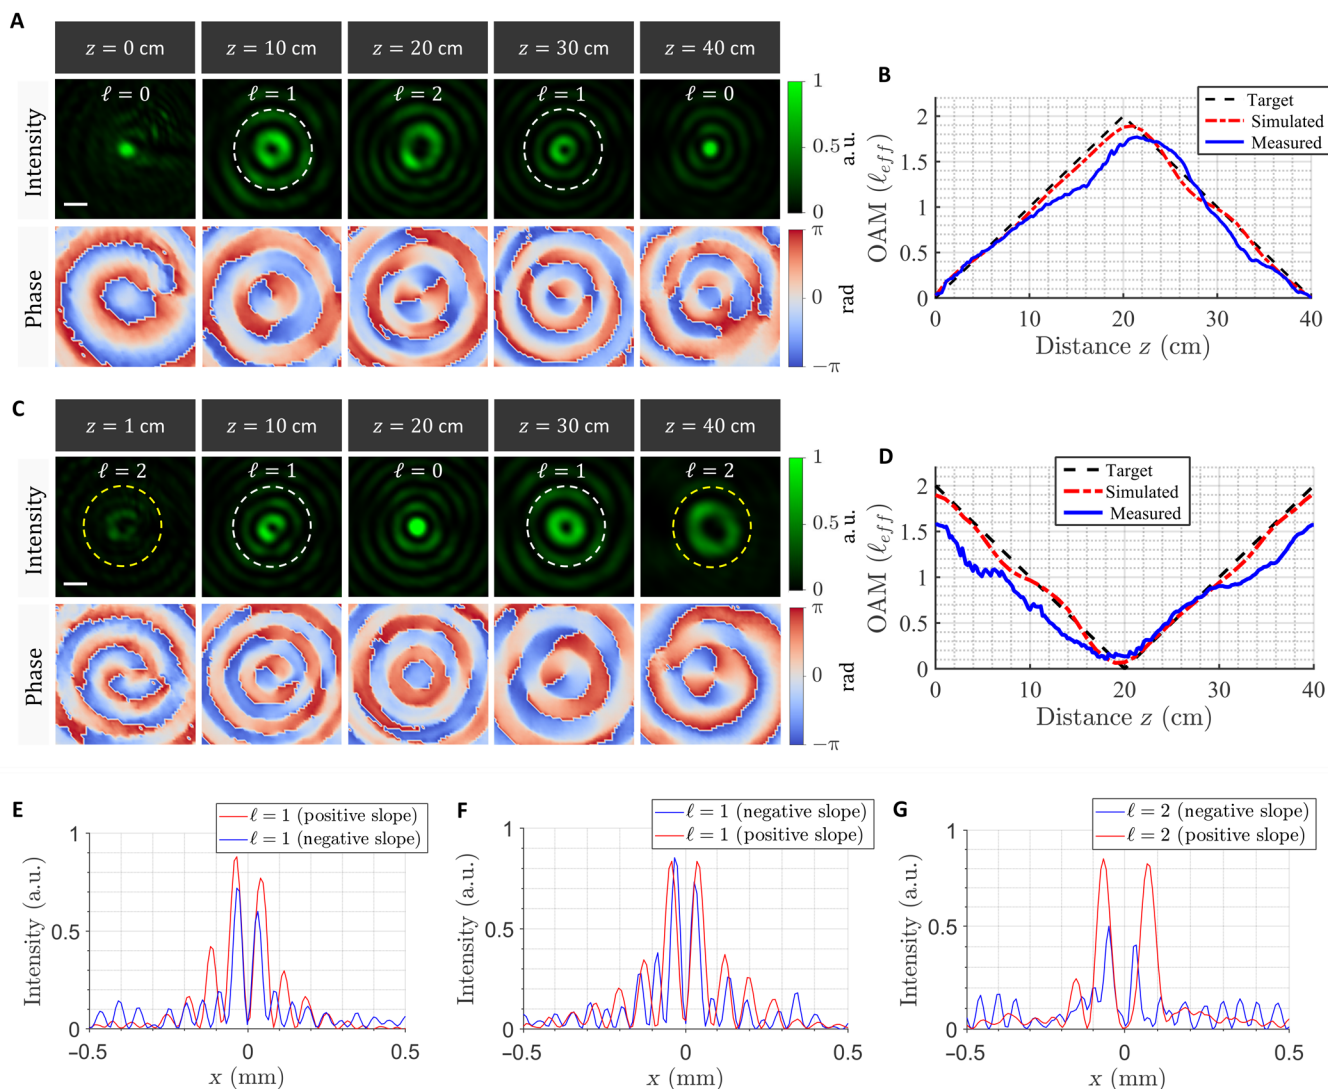 A
z = 0 cm
z = 10 cm
z = 20 cm
z = 30 cm
z = 40 cm
Intensity
ℓ = 0
ℓ = 1
ℓ = 2
ℓ = 1
ℓ = 0
1
0.5
0
a.u.
Phase
π
0
−π
rad
B
Target
Simulated
Measured
OAM (ℓeff)
2
1.5
1
0.5
0
0 10 20 30 40
Distance z (cm)
C
z = 1 cm
z = 10 cm
z = 20 cm
z = 30 cm
z = 40 cm
Intensity
ℓ = 2
ℓ = 1
ℓ = 0
ℓ = 1
ℓ = 2
1
0.5
0
a.u.
Phase
π
0
−π
rad
D
Target
Simulated
Measured
OAM (ℓeff)
2
1.5
1
0.5
0
0 10 20 30 40
Distance z (cm)
E
ℓ = 1 (positive slope)
ℓ = 1 (negative slope)
Intensity (a.u.)
1
0.5
0
−0.5 0 0.5
x (mm)
F
ℓ = 1 (negative slope)
ℓ = 1 (positive slope)
Intensity (a.u.)
1
0.5
0
−0.5 0 0.5
x (mm)
G
ℓ = 2 (negative slope)
ℓ = 2 (positive slope)
Intensity (a.u.)
1
0.5
0
−0.5 0 0.5
x (mm)